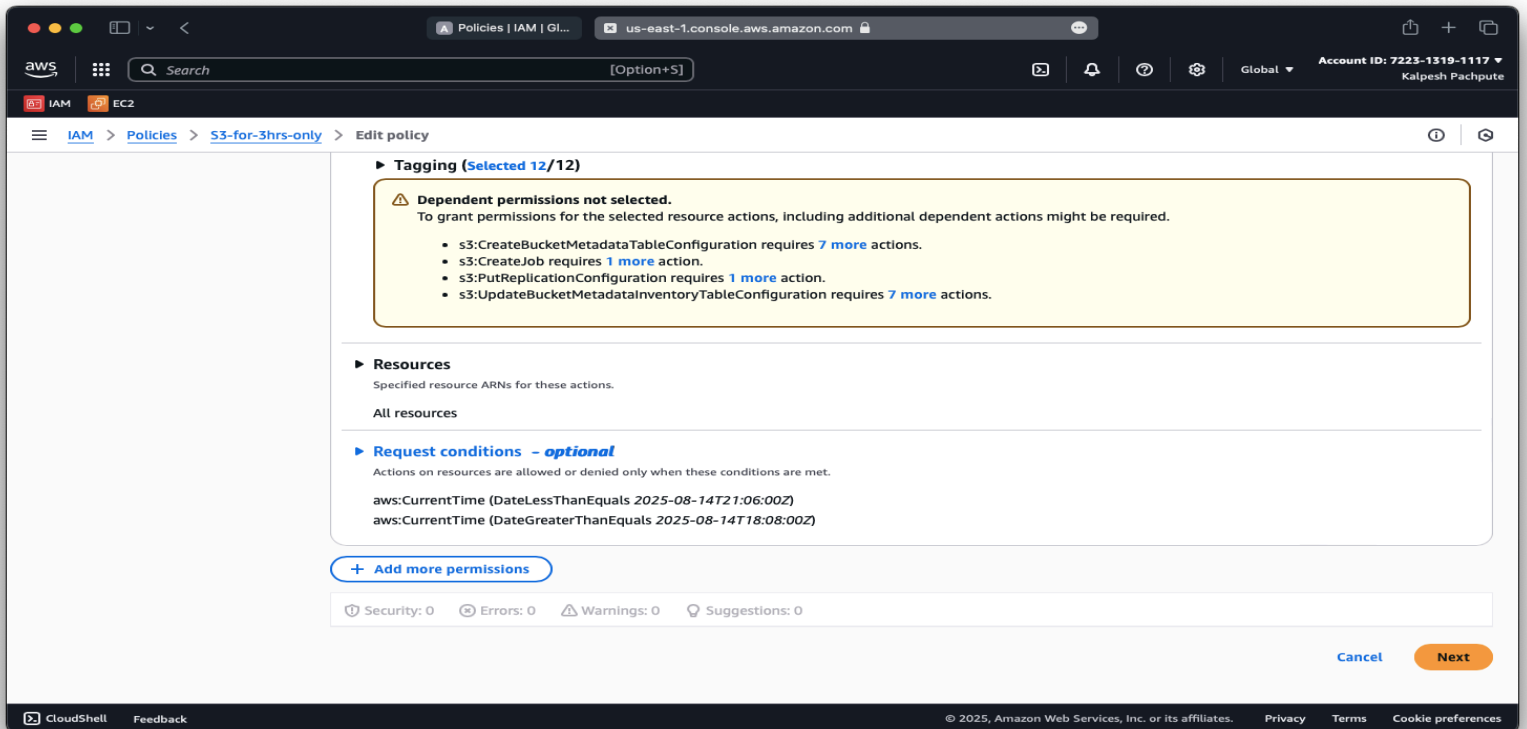 Policies | IAM | Gl...
us-east-1.console.aws.amazon.com
aws
Search
[Option+S]
Global
Account ID: 7223-1319-1117
Kalpesh Pachpute
IAM
EC2
IAM > Policies > S3-for-3hrs-only > Edit policy
Tagging (Selected 12/12)
Dependent permissions not selected.
To grant permissions for the selected resource actions, including additional dependent actions might be required.
• s3:CreateBucketMetadataTableConfiguration requires 7 more actions.
• s3:CreateJob requires 1 more action.
• s3:PutReplicationConfiguration requires 1 more action.
• s3:UpdateBucketMetadataInventoryTableConfiguration requires 7 more actions.
Resources
Specified resource ARNs for these actions.
All resources
Request conditions - optional
Actions on resources are allowed or denied only when these conditions are met.
aws:CurrentTime (DateLessThanEquals 2025-08-14T21:06:00Z)
aws:CurrentTime (DateGreaterThanEquals 2025-08-14T18:08:00Z)
+ Add more permissions
Security: 0 Errors: 0 Warnings: 0 Suggestions: 0
Cancel
Next
CloudShell Feedback
© 2025, Amazon Web Services, Inc. or its affiliates. Privacy Terms Cookie preferences